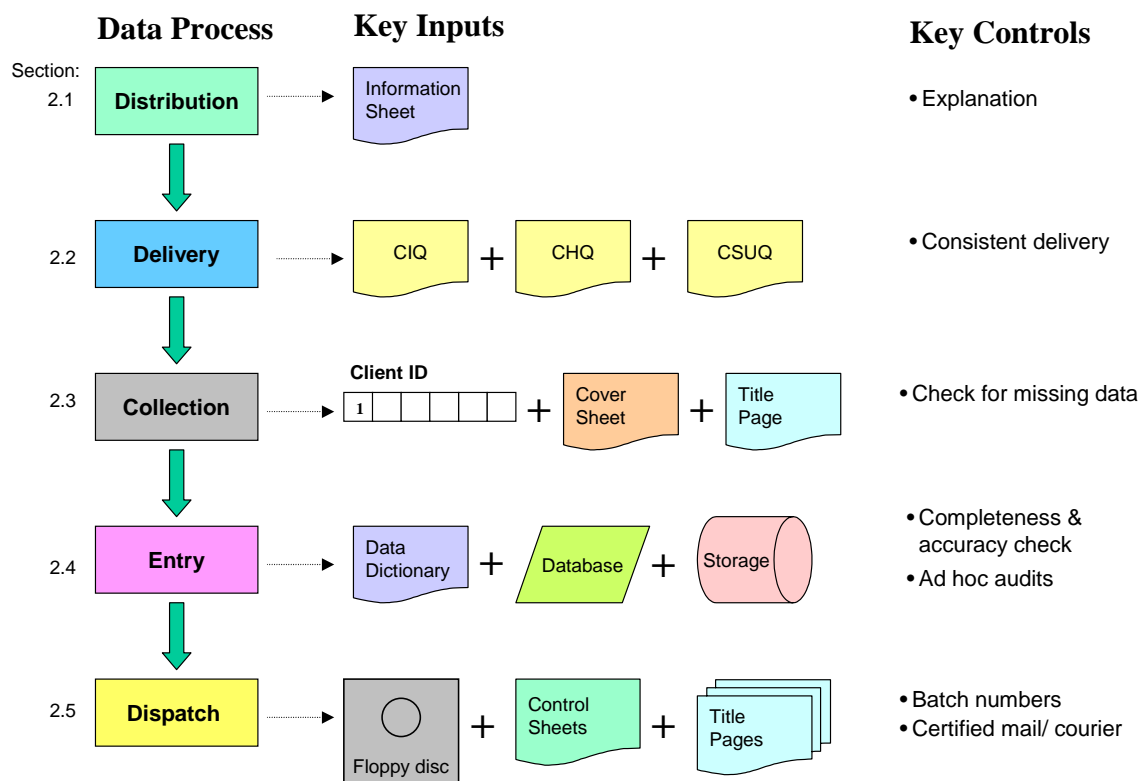 Data Process
Key Inputs
Key Controls
Section:
2.1
Distribution
Information
Sheet
• Explanation
2.2
Delivery
CIQ
+
CHQ
+
CSUQ
• Consistent delivery
2.3
Collection
Client ID
1
+
Cover
Sheet
+
Title
Page
• Check for missing data
2.4
Entry
Data
Dictionary
+
Database
+
Storage
• Completeness &
accuracy check
• Ad hoc audits
2.5
Dispatch
Floppy disc
+
Control
Sheets
+
Title
Pages
• Batch numbers
• Certified mail/ courier